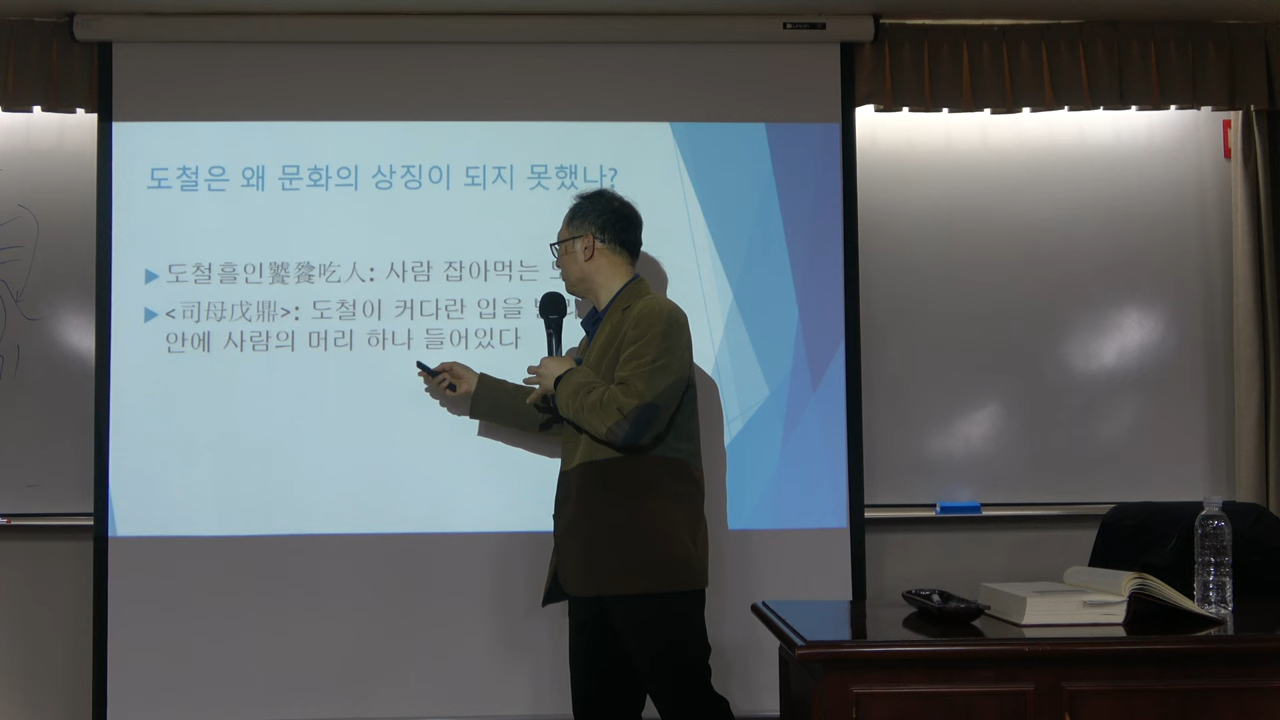 도철은 왜 문화의 상징이 되지 못했나?
도철흘인饕餮吃人: 사람 잡아먹는
<司母戊鼎>: 도철이 커다란 입을
안에 사람의 머리 하나 들어있다